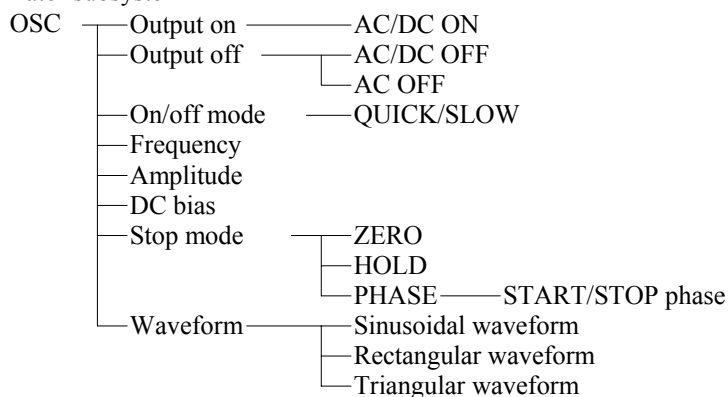 OSC Output on AC/DC ON
Output off AC/DC OFF
AC OFF
On/off mode QUICK/SLOW
Frequency
Amplitude
DC bias
Stop mode ZERO
HOLD
PHASE START/STOP phase
Waveform Sinusoidal waveform
Rectangular waveform
Triangular waveform